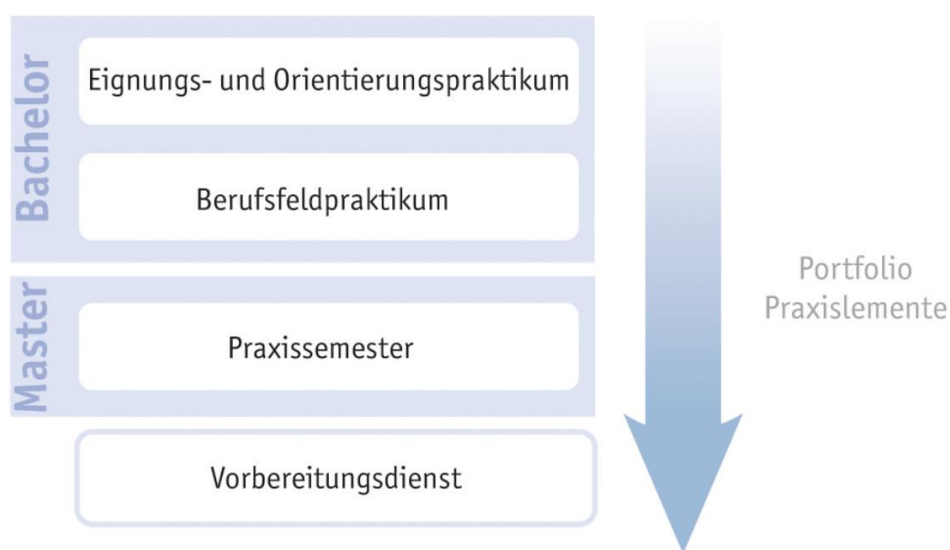 Bachelor
Eignungs- und Orientierungspraktikum
Berufsfeldpraktikum
Master
Praxissemester
Vorbereitungsdienst
Portfolio
Praxislemente